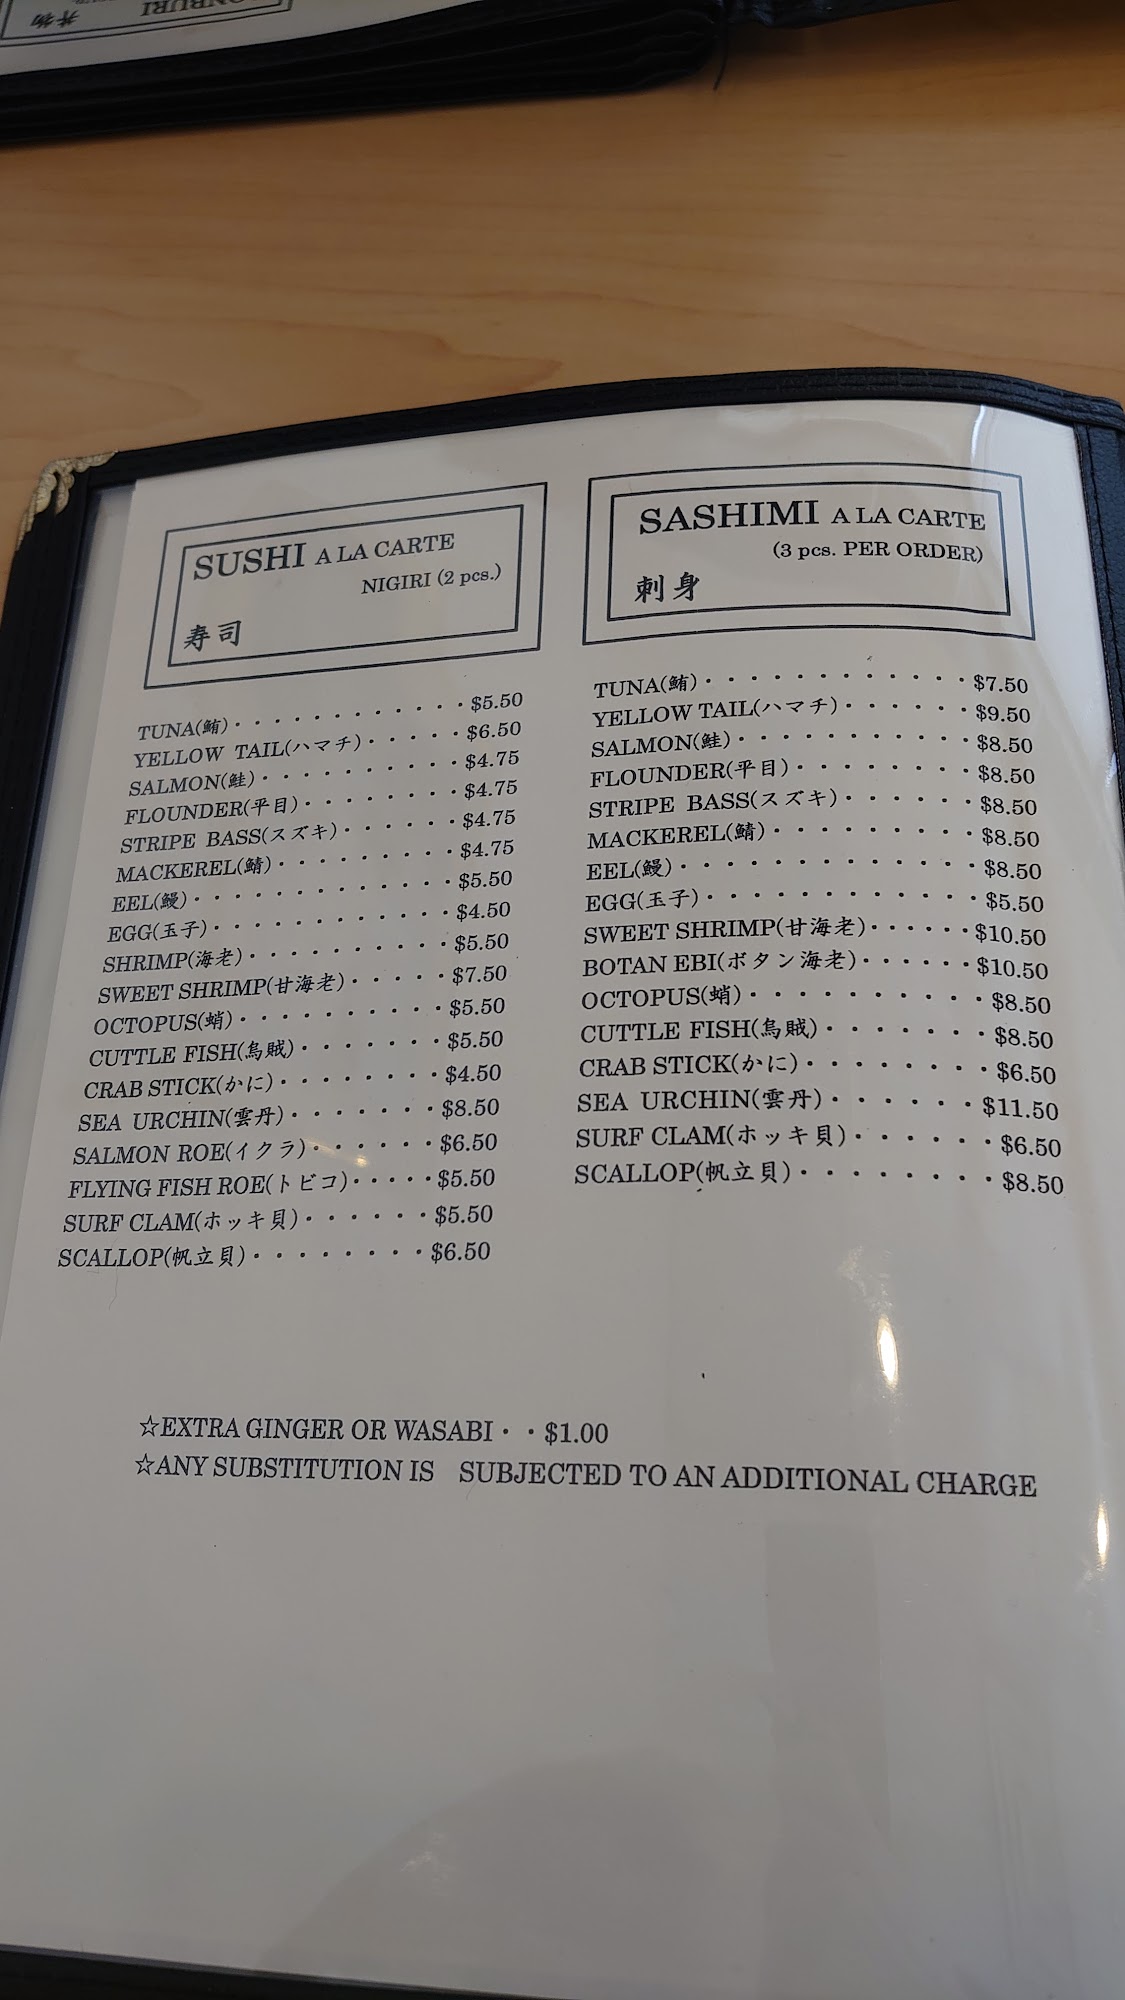 DONBURI
丼物
SUSHI A LA CARTE
NIGIRI (2 pcs.)
寿司
TUNA(鮪)・・・・・・・・・・・・$5.50
YELLOW TAIL(ハマチ)・・・・・$6.50
SALMON(鮭)・・・・・・・・・・$4.75
FLOUNDER(平目)・・・・・・・・$4.75
STRIPE BASS(スズキ)・・・・・・$4.75
MACKEREL(鯖)・・・・・・・・・$4.75
EEL(鰻)・・・・・・・・・・・・$5.50
EGG(玉子)・・・・・・・・・・・$4.50
SHRIMP(海老)・・・・・・・・・$5.50
SWEET SHRIMP(甘海老)・・・・・$7.50
OCTOPUS(蛸)・・・・・・・・・・$5.50
CUTTLE FISH(烏賊)・・・・・・・$5.50
CRAB STICK(かに)・・・・・・・・$4.50
SEA URCHIN(雲丹)・・・・・・・$8.50
SALMON ROE(イクラ)・・・・・・$6.50
FLYING FISH ROE(トビコ)・・・・・$5.50
SURF CLAM(ホッキ貝)・・・・・・$5.50
SCALLOP(帆立貝)・・・・・・・・$6.50
SASHIMI A LA CARTE
(3 pcs. PER ORDER)
刺身
TUNA(鮪)・・・・・・・・・・・・$7.50
YELLOW TAIL(ハマチ)・・・・・・$9.50
SALMON(鮭)・・・・・・・・・・・$8.50
FLOUNDER(平目)・・・・・・・・$8.50
STRIPE BASS(スズキ)・・・・・・$8.50
MACKEREL(鯖)・・・・・・・・・$8.50
EEL(鰻)・・・・・・・・・・・・・$8.50
EGG(玉子)・・・・・・・・・・・$5.50
SWEET SHRIMP(甘海老)・・・・・・$10.50
BOTAN EBI(ボタン海老)・・・・・・$10.50
OCTOPUS(蛸)・・・・・・・・・・$8.50
CUTTLE FISH(烏賊)・・・・・・・$8.50
CRAB STICK(かに)・・・・・・・・$6.50
SEA URCHIN(雲丹)・・・・・・・$11.50
SURF CLAM(ホッキ貝)・・・・・・$6.50
SCALLOP(帆立貝)・・・・・・・・$8.50
☆EXTRA GINGER OR WASABI・・$1.00
☆ANY SUBSTITUTION IS SUBJECTED TO AN ADDITIONAL CHARGE